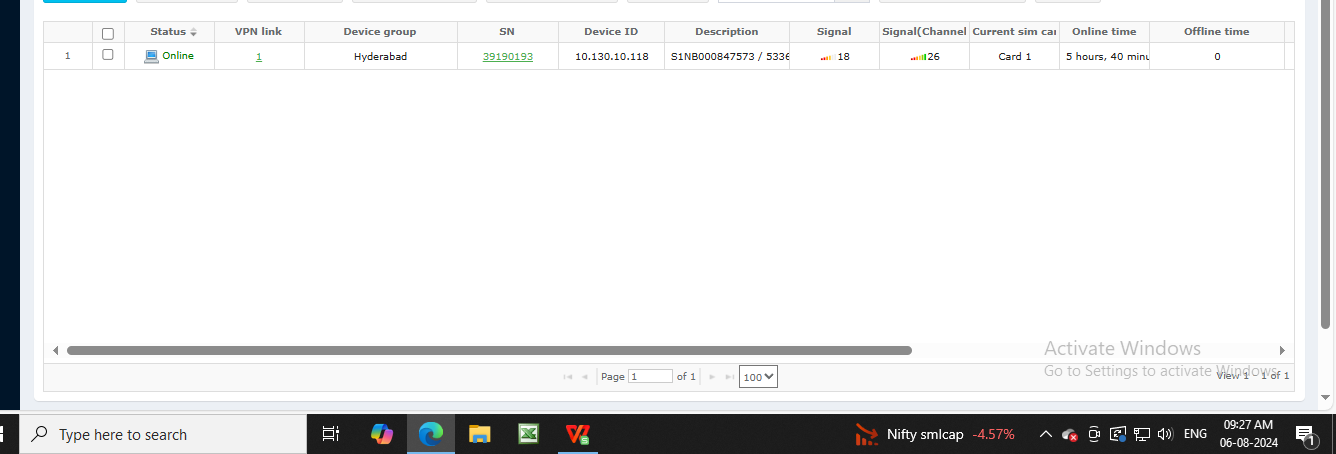 Status VPN link Device group SN Device ID Description Signal Signal(Channel Current sim car Online time Offline time
1 Online 1 Hyderabad 39190193 10.130.10.118 S1NB000847573 / 5336 18 26 Card 1 5 hours, 40 minu 0
Activate Windows
Go to Settings to activate Windows.
Page 1 of 1 100 View 1 - 1 of 1
Type here to search Nifty smlcap -4.57% ENG 09:27 AM
06-08-2024 1